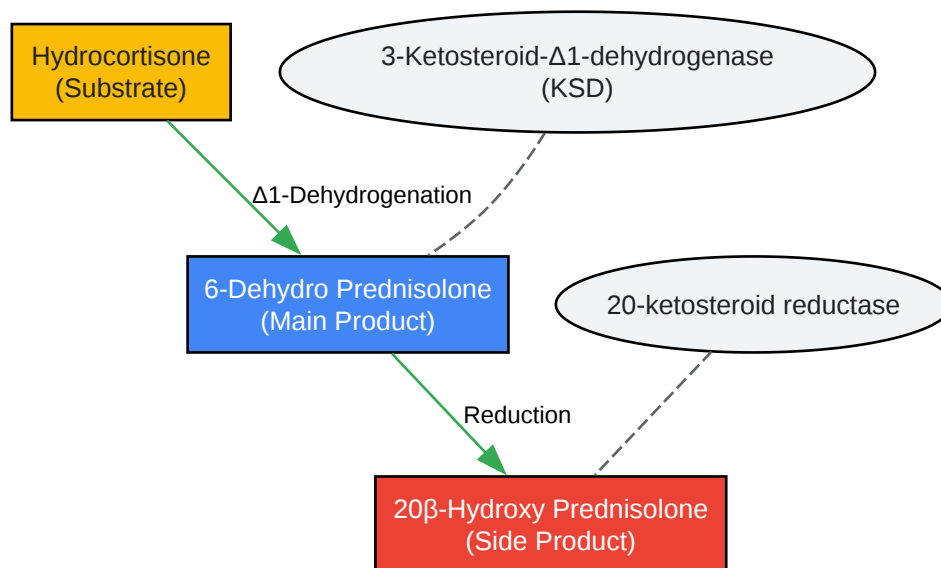 Hydrocortisone
(Substrate)
3-Ketosteroid-Δ1-dehydrogenase
(KSD)
Δ1-Dehydrogenation
6-Dehydro Prednisolone
(Main Product)
20-ketosteroid reductase
Reduction
20β-Hydroxy Prednisolone
(Side Product)